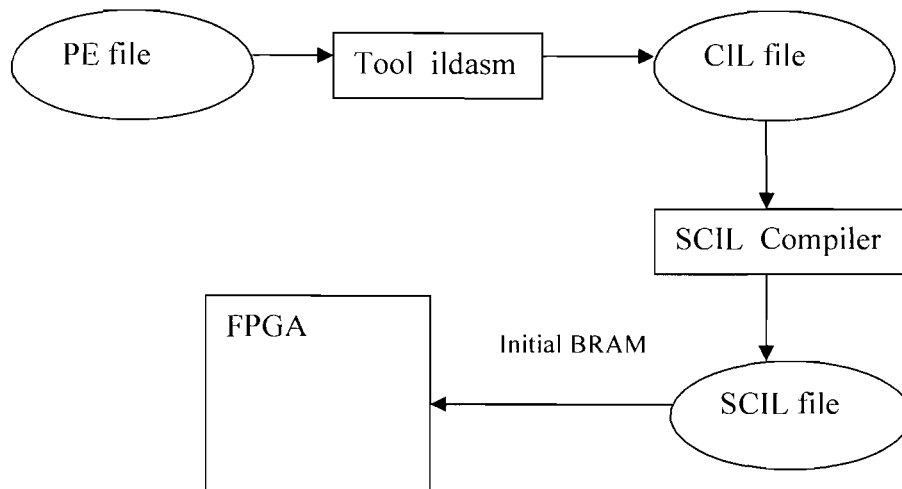 PE file
Tool ildasm
CIL file
SCIL Compiler
FPGA
Initial BRAM
SCIL file